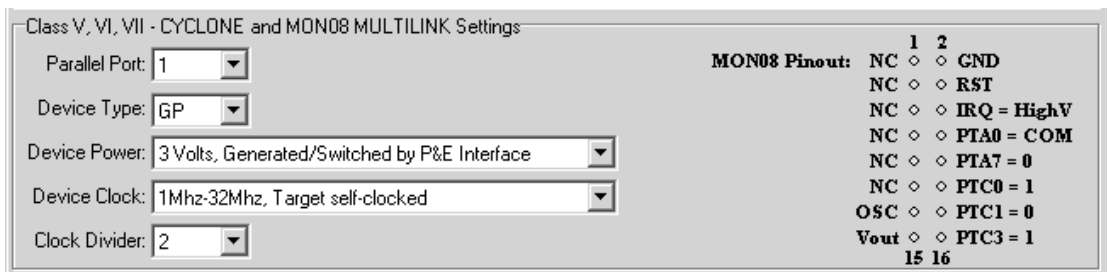 Class V, VI, VII - CYCLONE and MON08 MULTILINK Settings
Parallel Port: 1
Device Type: GP
Device Power: 3 Volts, Generated/Switched by P&E Interface
Device Clock: 1Mhz-32Mhz, Target self-clocked
Clock Divider: 2
1 2
MON08 Pinout: NC GND
NC RST
NC IRQ = HighV
NC PTA0 = COM
NC PTA7 = 0
NC PTC0 = 1
OSC PTC1 = 0
Vout PTC3 = 1
15 16